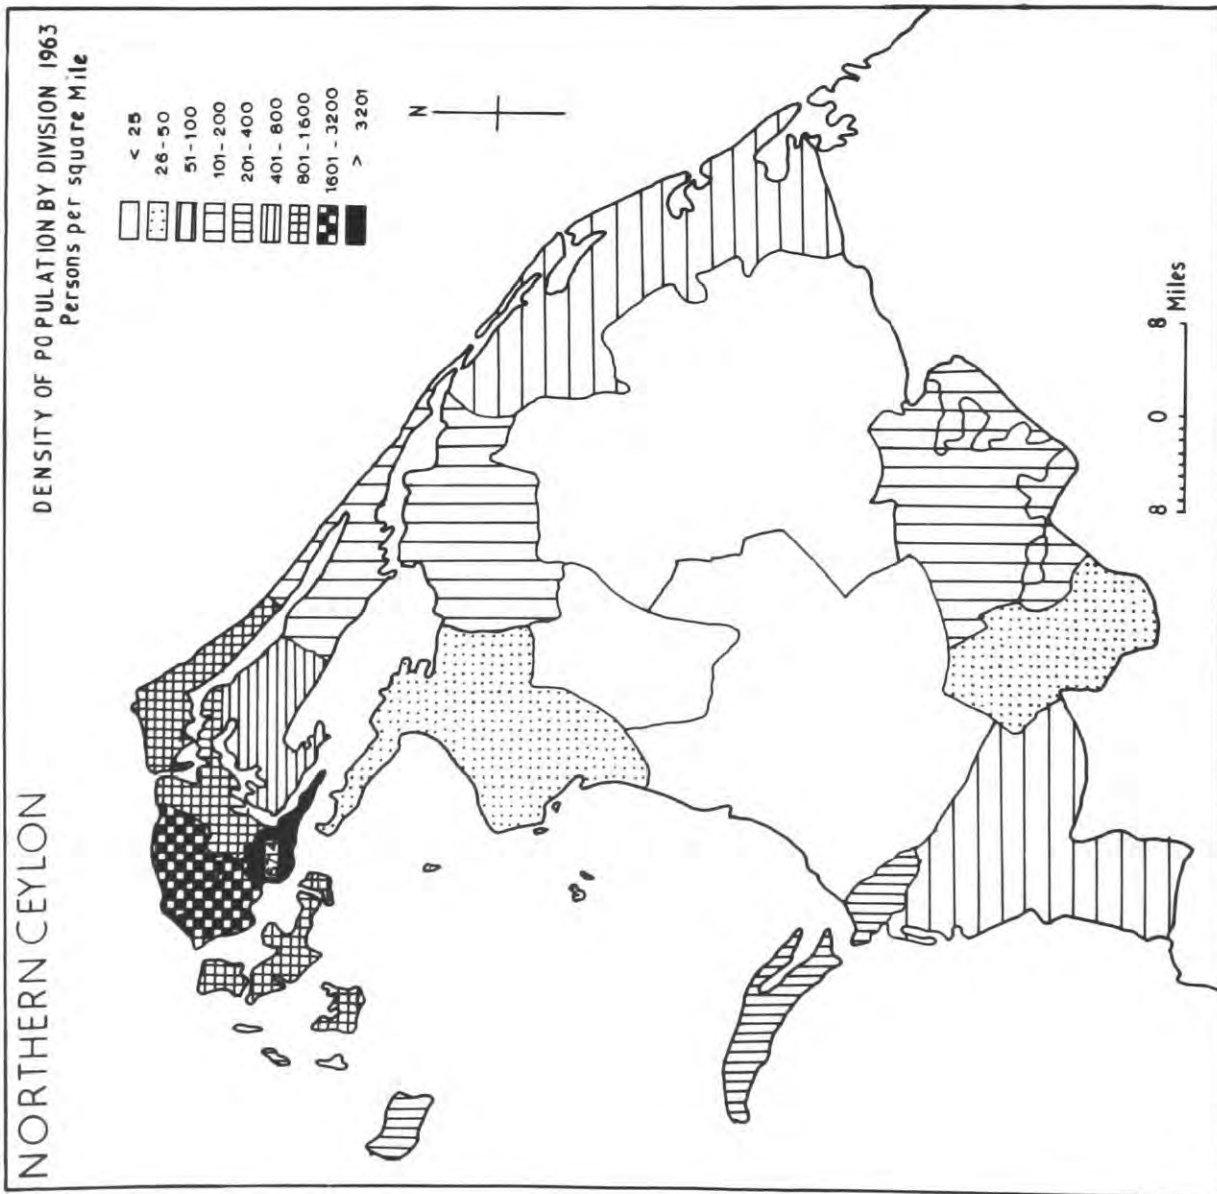 NORTHERN CEYLON
DENSITY OF POPULATION BY DIVISION 1963
Persons per square Mile
< 25
26-50
51-100
101-200
201-400
401-800
801-1600
1601-3200
> 3201
N
8 0 8
Miles